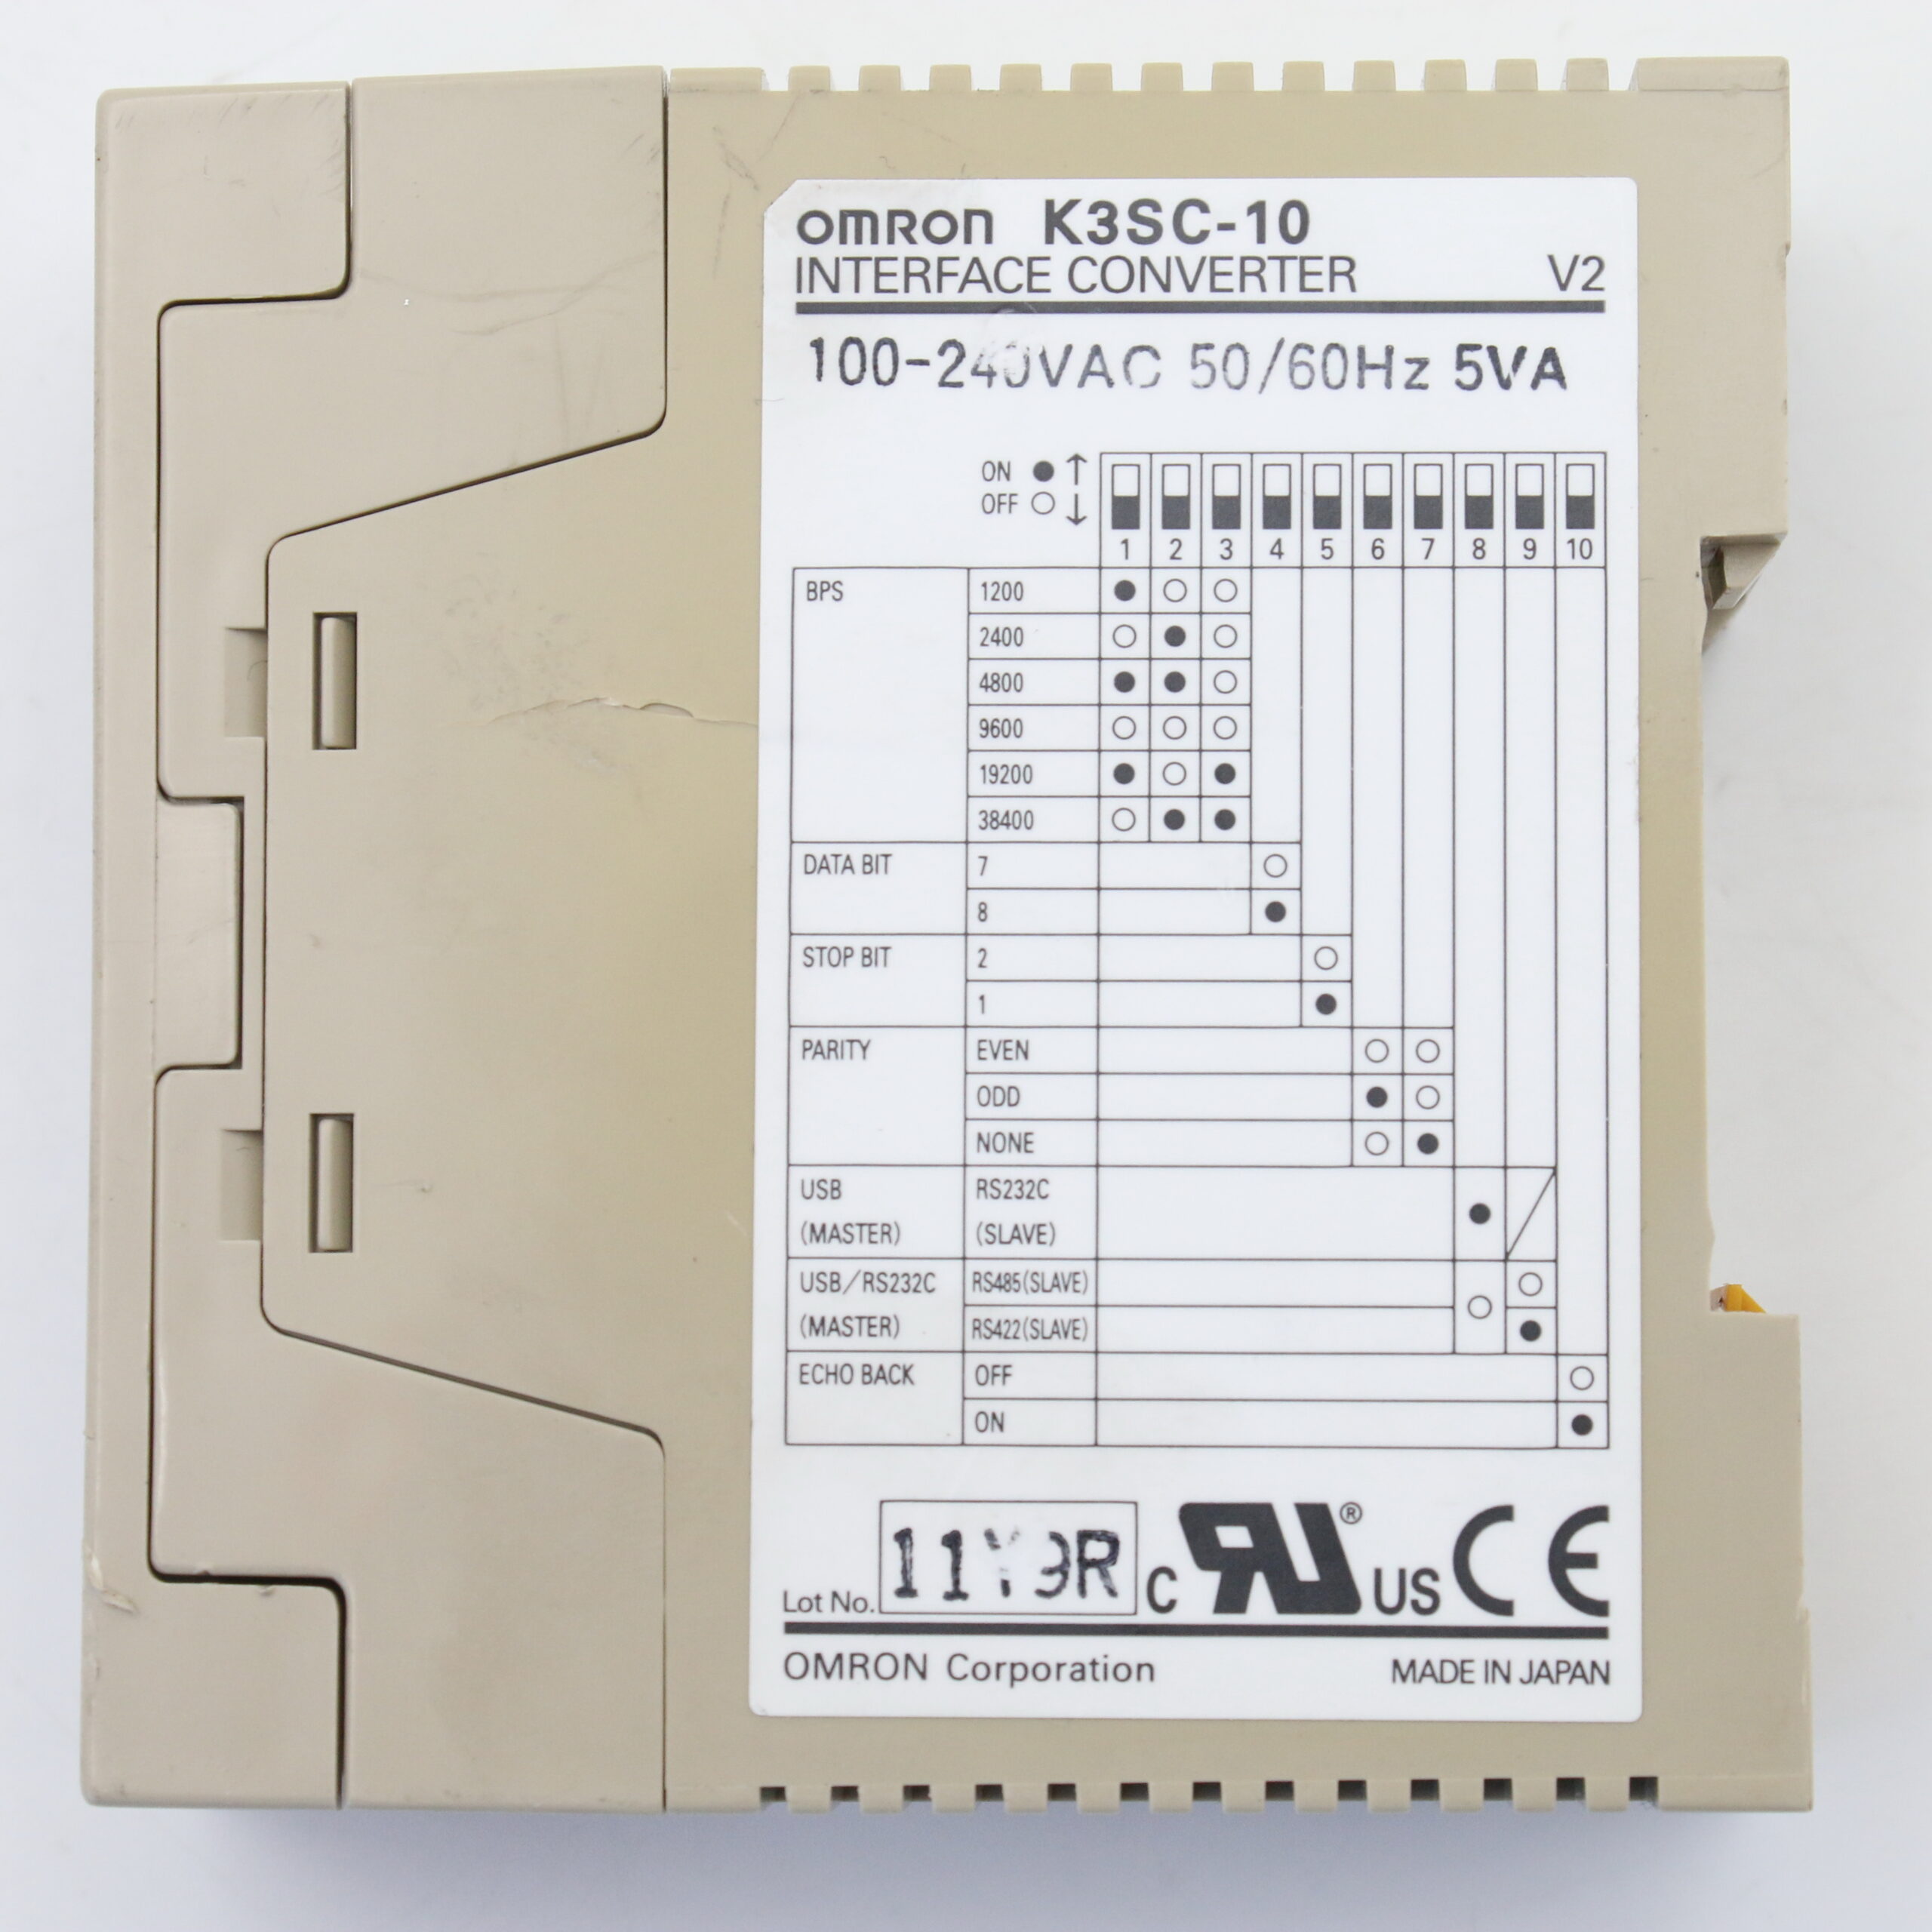 OMRON K3SC-10
INTERFACE CONVERTER V2
100-240VAC 50/60Hz 5VA
ON ● ↑
OFF ○ ↓
1 2 3 4 5 6 7 8 9 10
BPS 1200 ● ○ ○
2400 ○ ● ○
4800 ● ● ○
9600 ○ ○ ○
19200 ● ○ ●
38400 ○ ● ●
DATA BIT 7 ○
8 ●
STOP BIT 2 ○
1 ●
PARITY EVEN ○ ○
ODD ● ○
NONE ○ ●
USB RS232C ●
(MASTER) (SLAVE)
USB/RS232C RS485(SLAVE) ○ ○
(MASTER) RS422(SLAVE) ●
ECHO BACK OFF ○
ON ●
Lot No. C RU ® US CE
OMRON Corporation MADE IN JAPAN